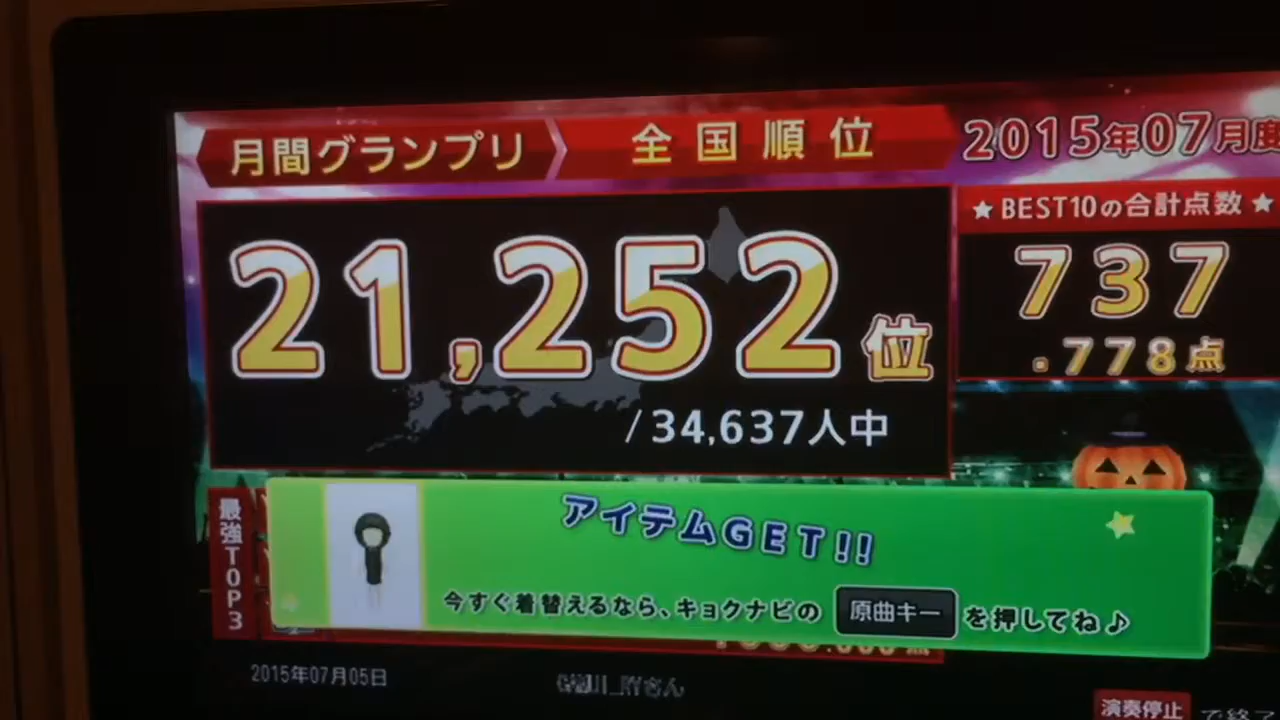 月間グランプリ
全国順位
2015年07月度
21,252位
/34,637人中
★BEST10の合計点数★
737
.778点
最強TOP3
アイテムGET!!
今すぐ着替えるなら、キョクナビの 原曲キー を押してね♪
2015年07月05日
演奏停止